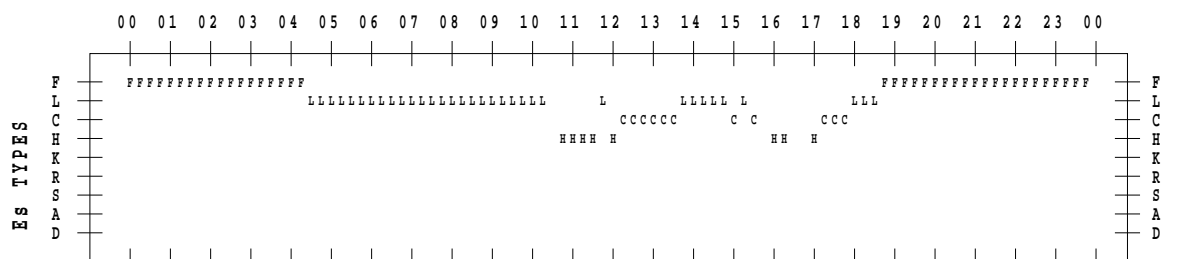 00 01 02 03 04 05 06 07 08 09 10 11 12 13 14 15 16 17 18 19 20 21 22 23 00
F FFFFFFFFFFFFFFFFFF FFFFFFFFFFFFFFFFFFFFF F
L LLLLLLLLLLLLLLLLLLLLLLLL L LLLLL L LLL L
C CCCCCC C C CCC C
H HHHH H HH H H
K K
R R
S S
A A
D D
Es TYPES